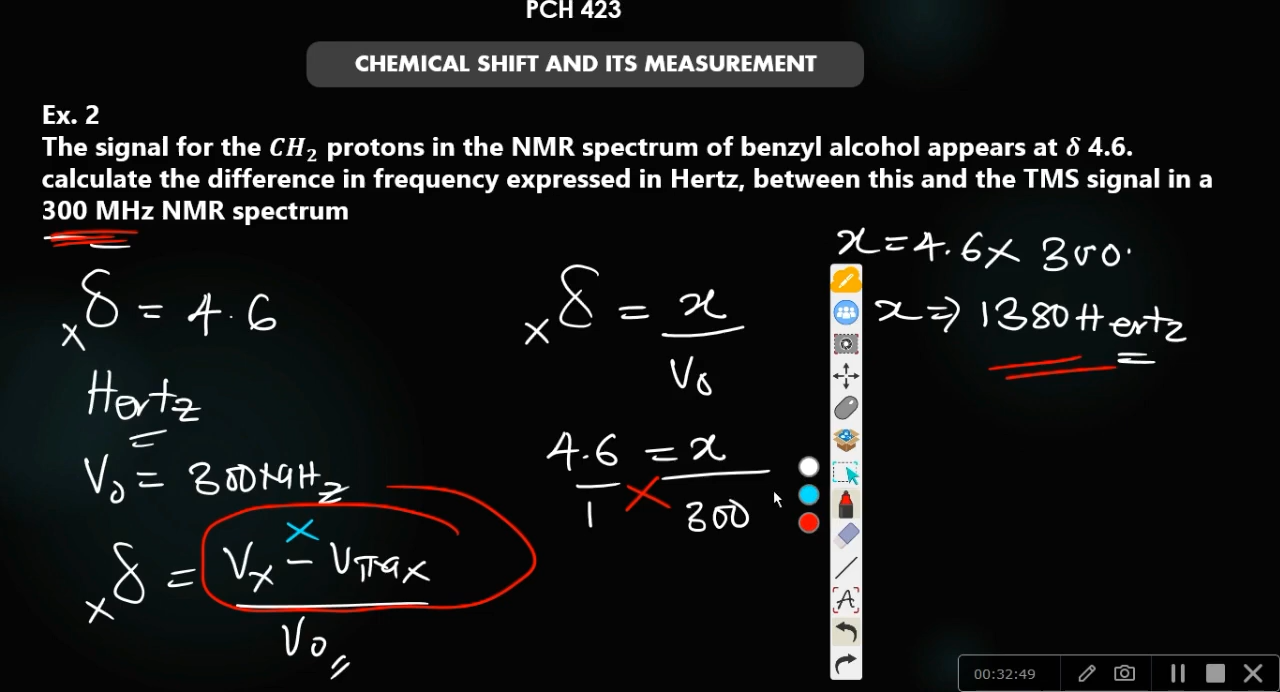 PCH 423
CHEMICAL SHIFT AND ITS MEASUREMENT
Ex. 2
The signal for the CH₂ protons in the NMR spectrum of benzyl alcohol appears at δ 4.6.
calculate the difference in frequency expressed in Hertz, between this and the TMS signal in a
300 MHz NMR spectrum
ₓδ = 4.6
Hertz
V₀ = 300MHz
x
ₓδ = Vₓ −
V₀
ₓδ = x
V₀
4.6 = x
1 × 300
x = 4.6 × 300.
x ⇒ 1380 Hertz
A
00:32:49